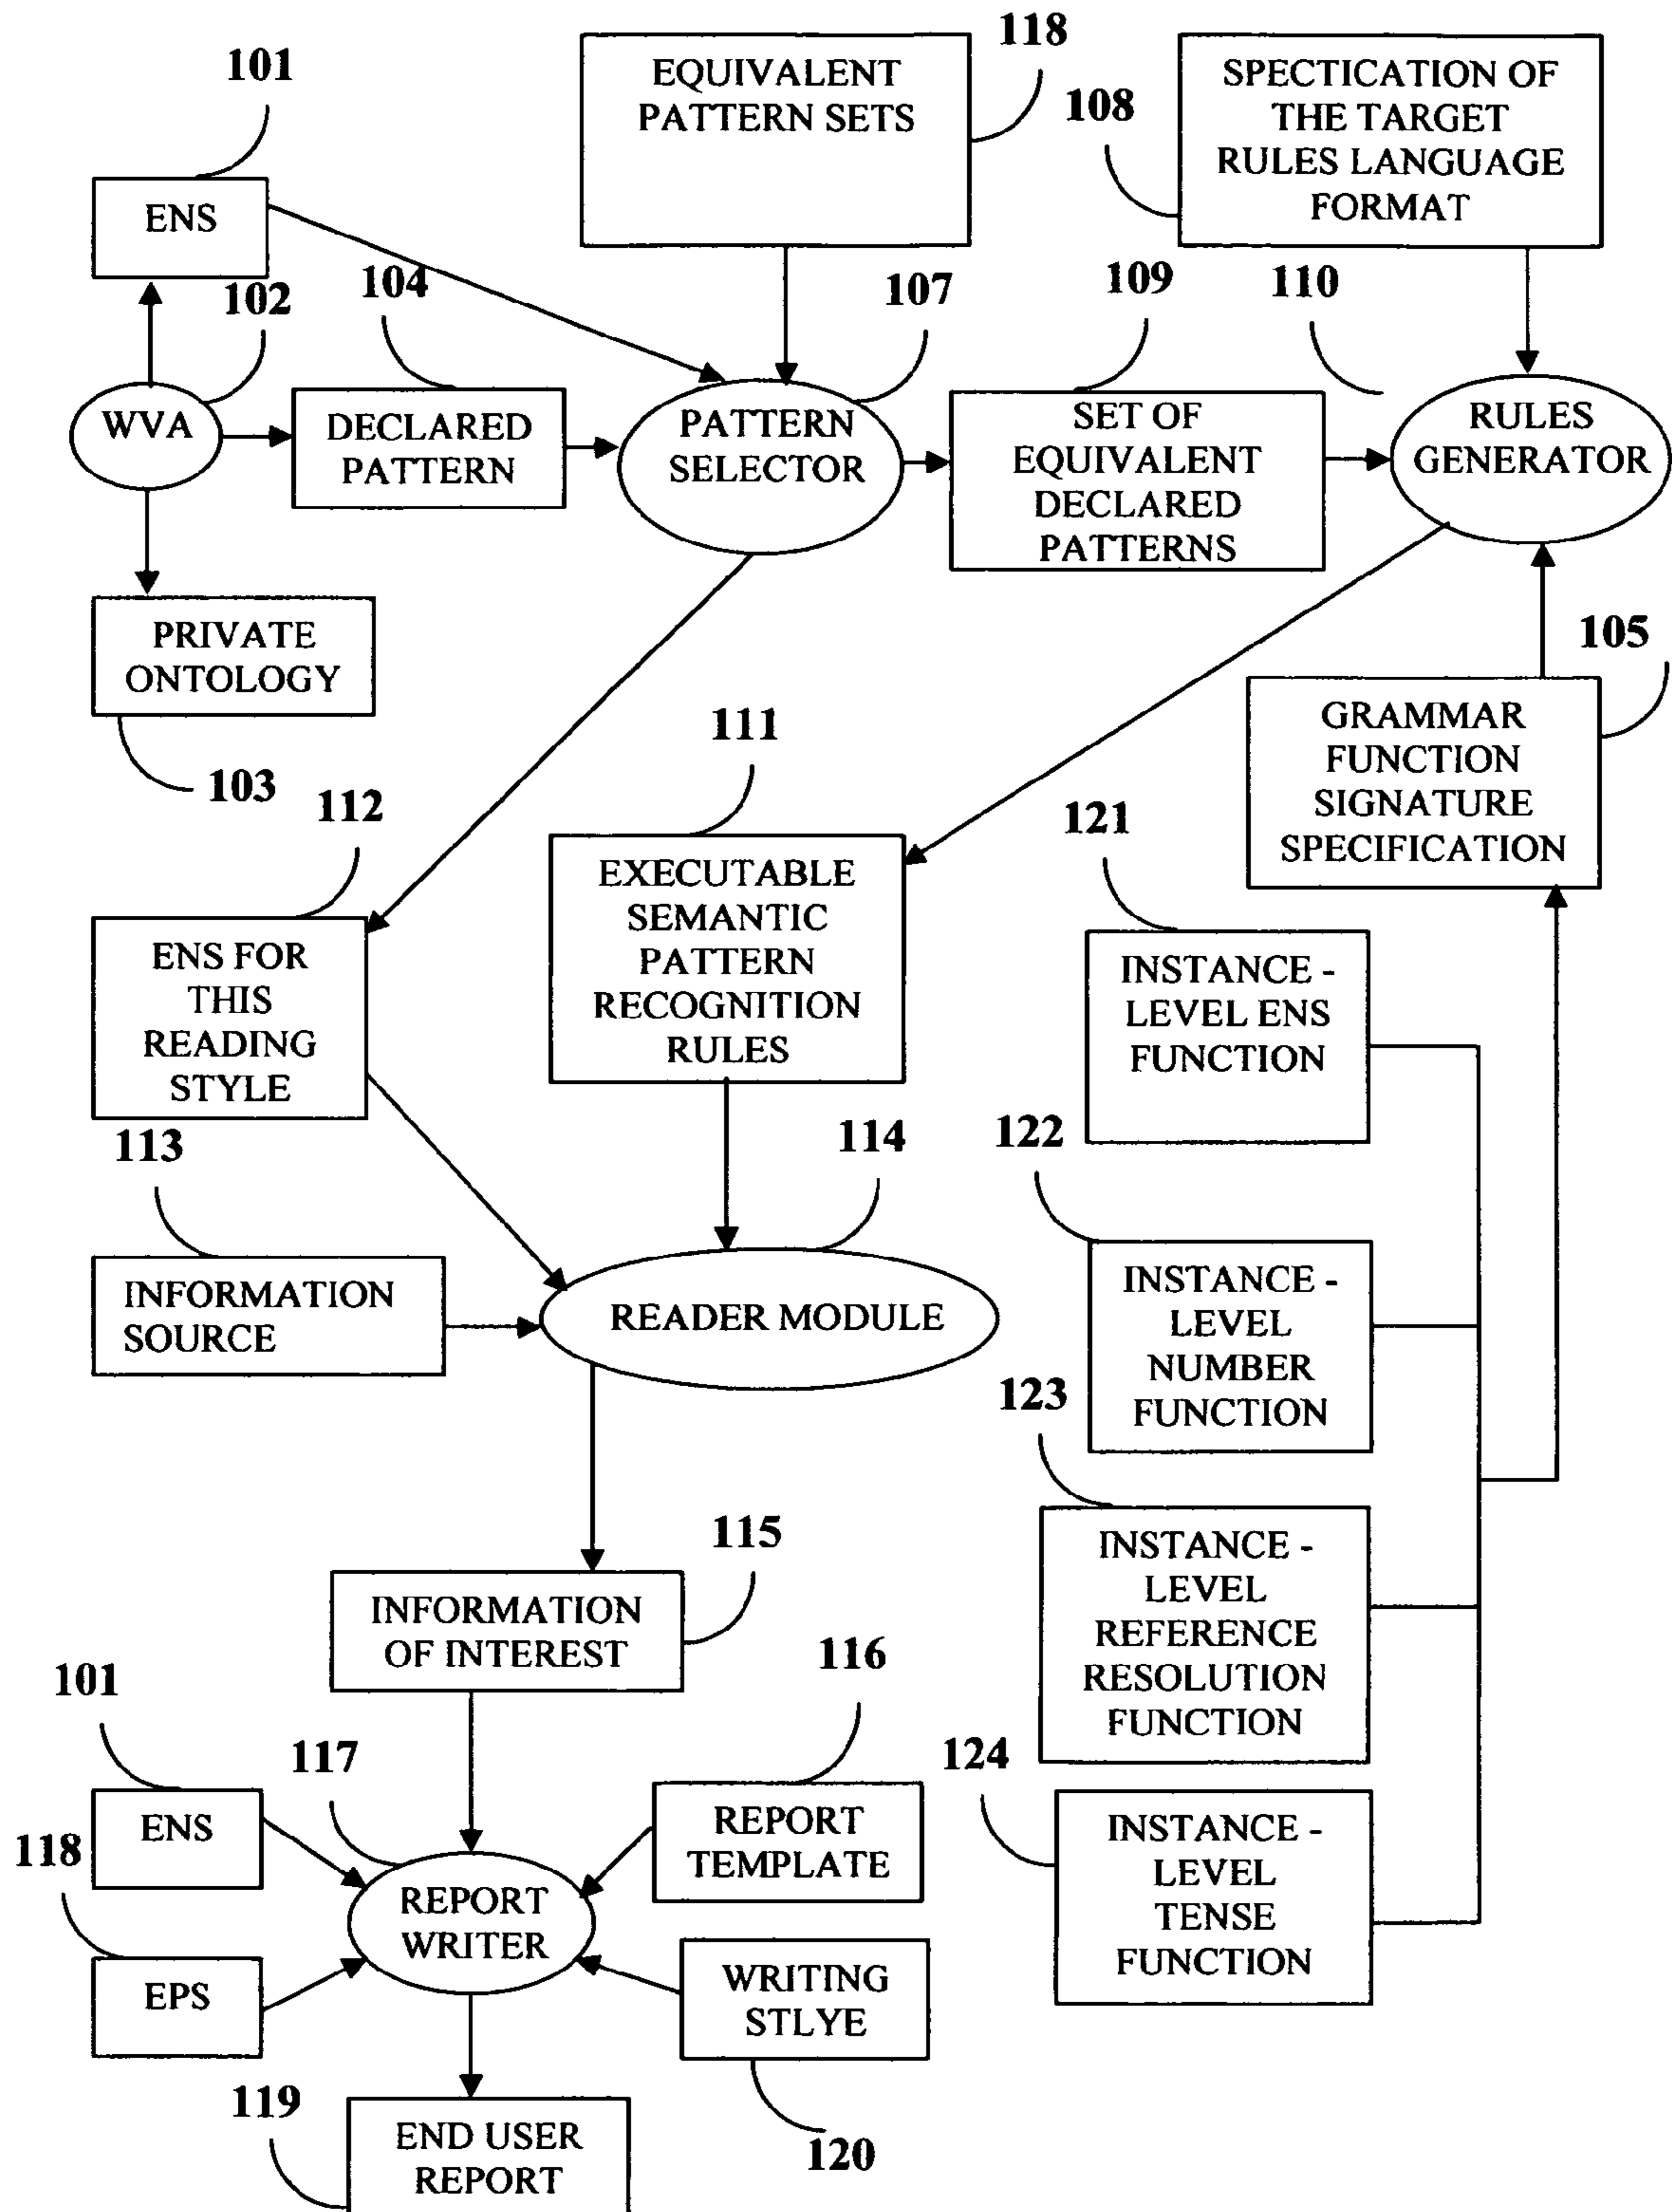 118
EQUIVALENT
PATTERN SETS
SPECTICATION OF
THE TARGET
RULES LANGUAGE
FORMAT
101
108
ENS
102
104
107
109
110
WVA
DECLARED
PATTERN
PATTERN
SELECTOR
SET OF
EQUIVALENT
DECLARED
PATTERNS
RULES
GENERATOR
PRIVATE
ONTOLOGY
103
105
GRAMMAR
FUNCTION
SIGNATURE
SPECIFICATION
111
112
EXECUTABLE
SEMANTIC
PATTERN
RECOGNITION
RULES
121
ENS FOR
THIS
READING
STYLE
INSTANCE -
LEVEL ENS
FUNCTION
113
114
122
INFORMATION
SOURCE
READER MODULE
INSTANCE -
LEVEL
NUMBER
FUNCTION
123
115
INSTANCE -
LEVEL
REFERENCE
RESOLUTION
FUNCTION
INFORMATION
OF INTEREST
101
116
117
124
ENS
REPORT
TEMPLATE
INSTANCE -
LEVEL
TENSE
FUNCTION
118
REPORT
WRITER
EPS
WRITING
STLYE
119
120
END USER
REPORT